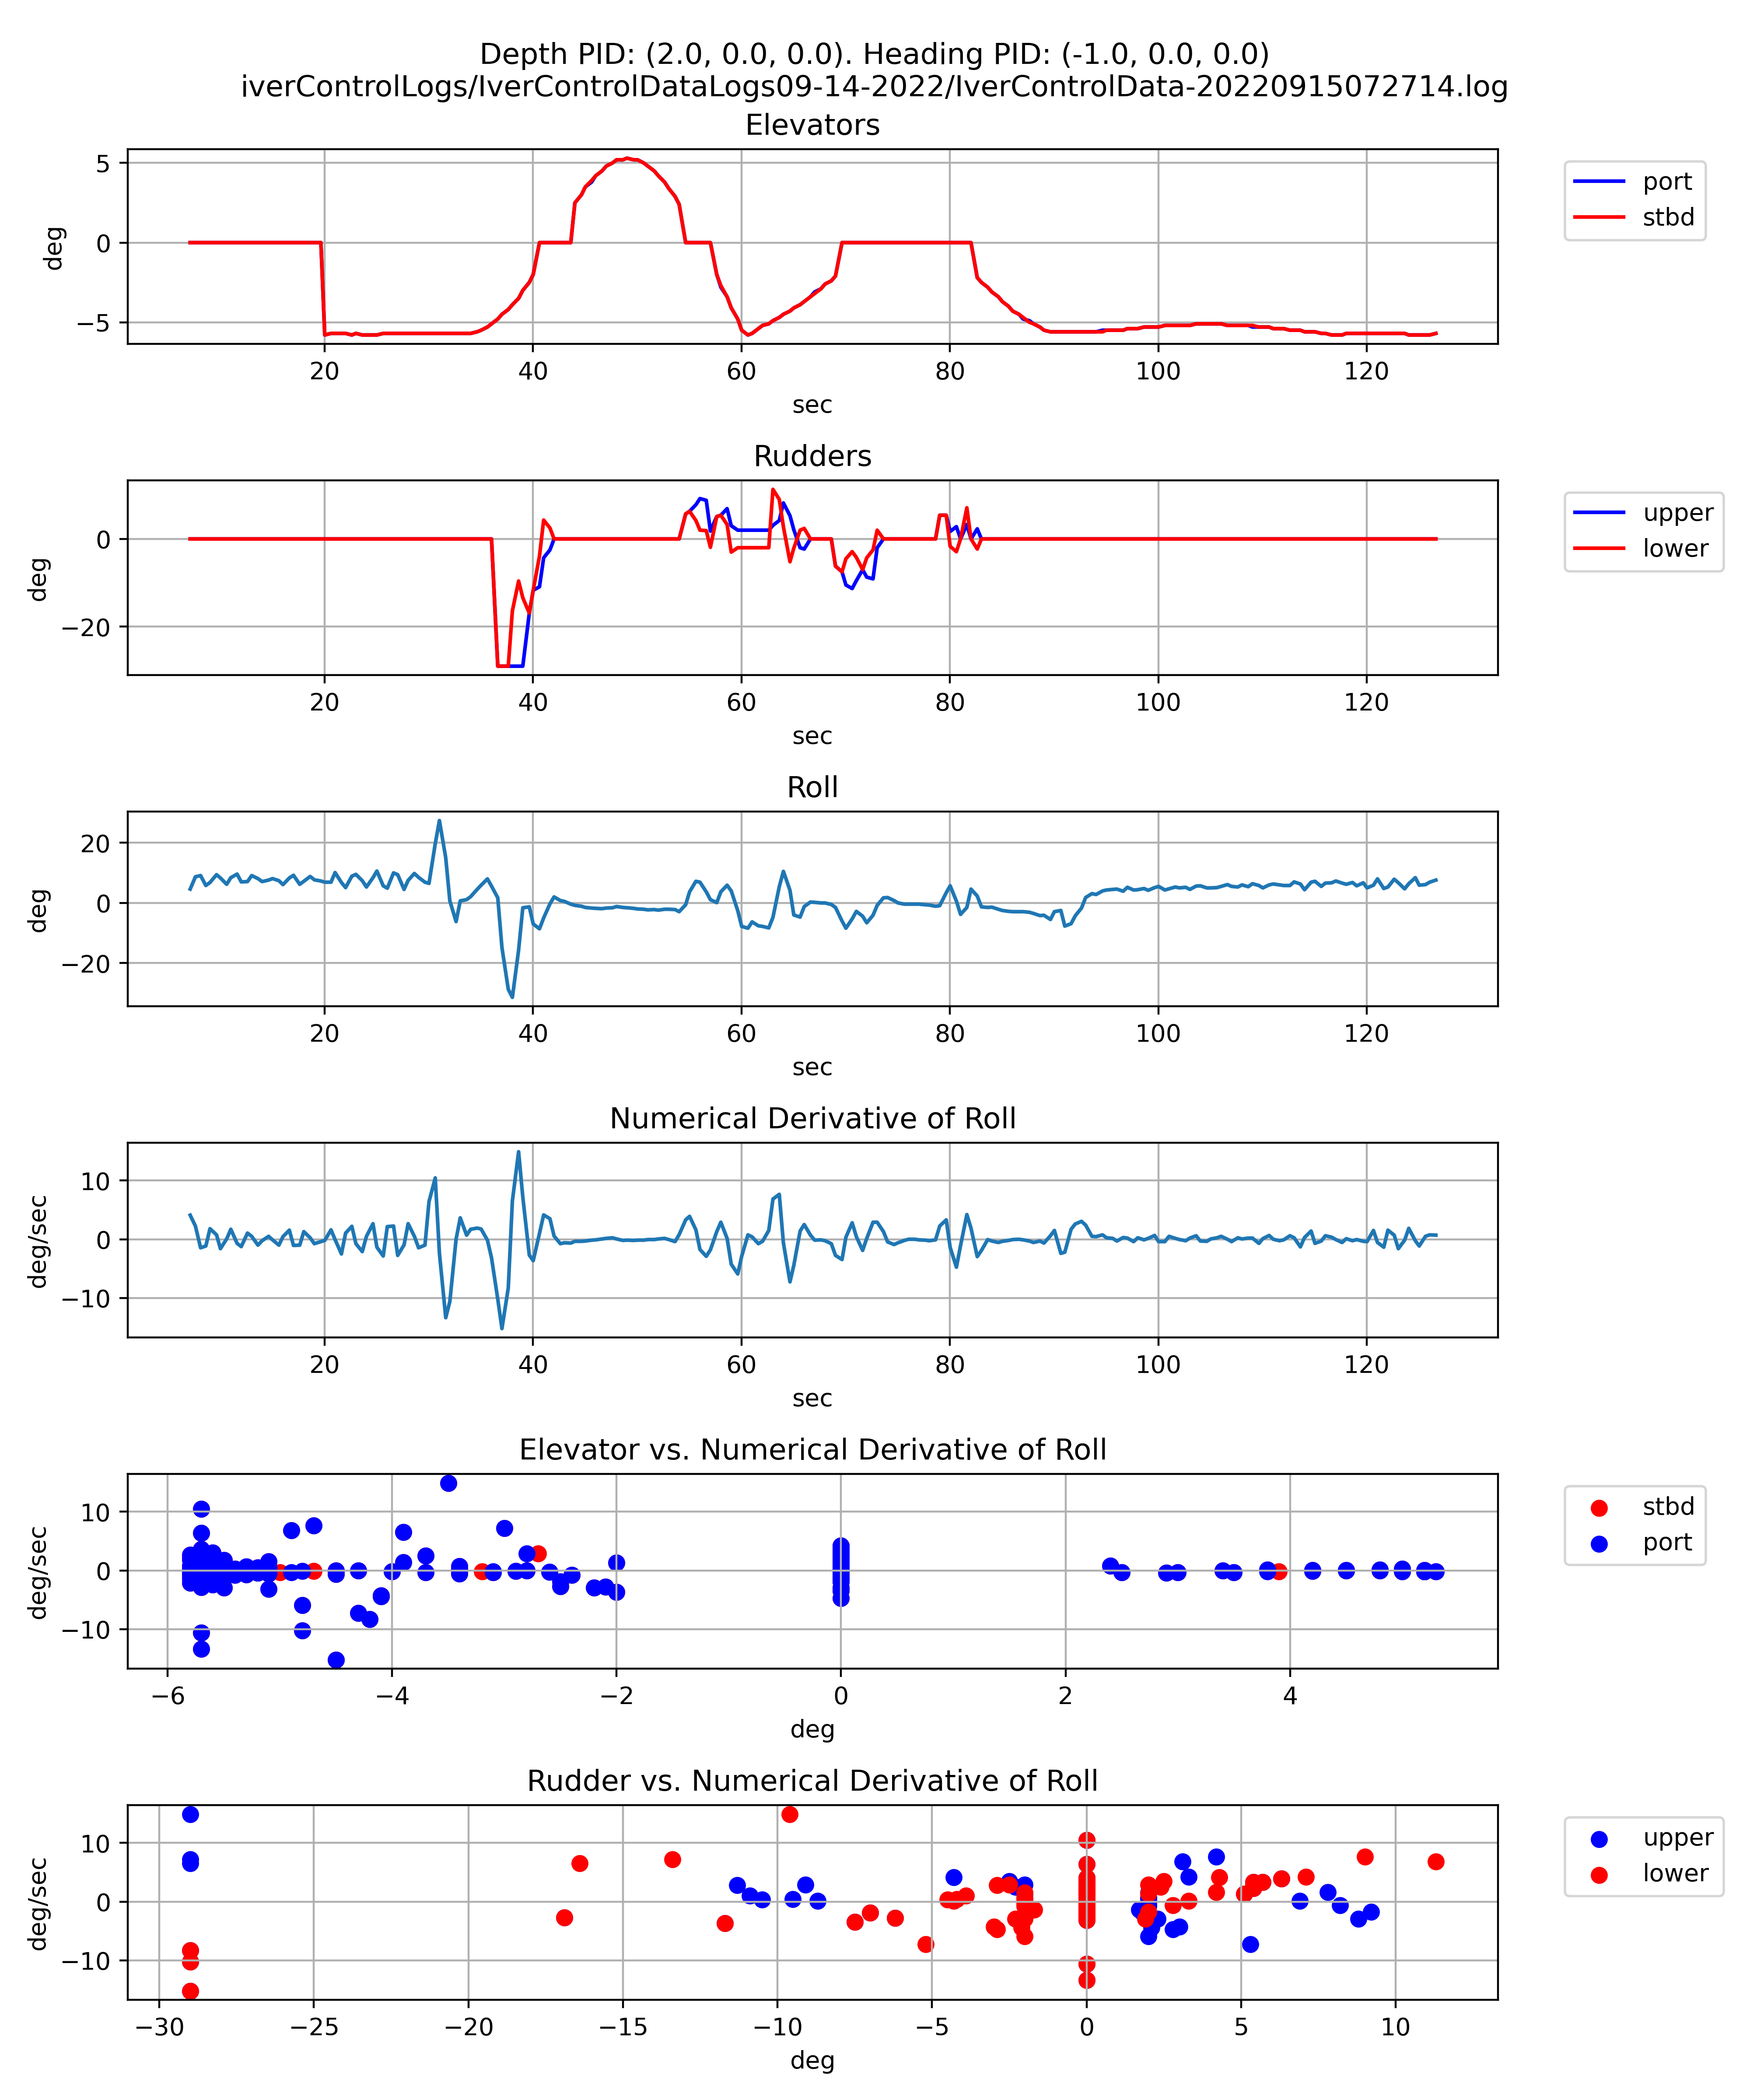 Depth PID: (2.0, 0.0, 0.0). Heading PID: (-1.0, 0.0, 0.0)
iverControlLogs/IverControlDataLogs09-14-2022/IverControlData-20220915072714.log
Elevators
5
0
−5
deg
20 40 60 80 100 120
sec
port
stbd
Rudders
0
−20
deg
20 40 60 80 100 120
sec
upper
lower
Roll
20
0
−20
deg
20 40 60 80 100 120
sec
Numerical Derivative of Roll
10
0
−10
deg/sec
20 40 60 80 100 120
sec
Elevator vs. Numerical Derivative of Roll
10
0
−10
deg/sec
−6 −4 −2 0 2 4
deg
stbd
port
Rudder vs. Numerical Derivative of Roll
10
0
−10
deg/sec
−30 −25 −20 −15 −10 −5 0 5 10
deg
upper
lower